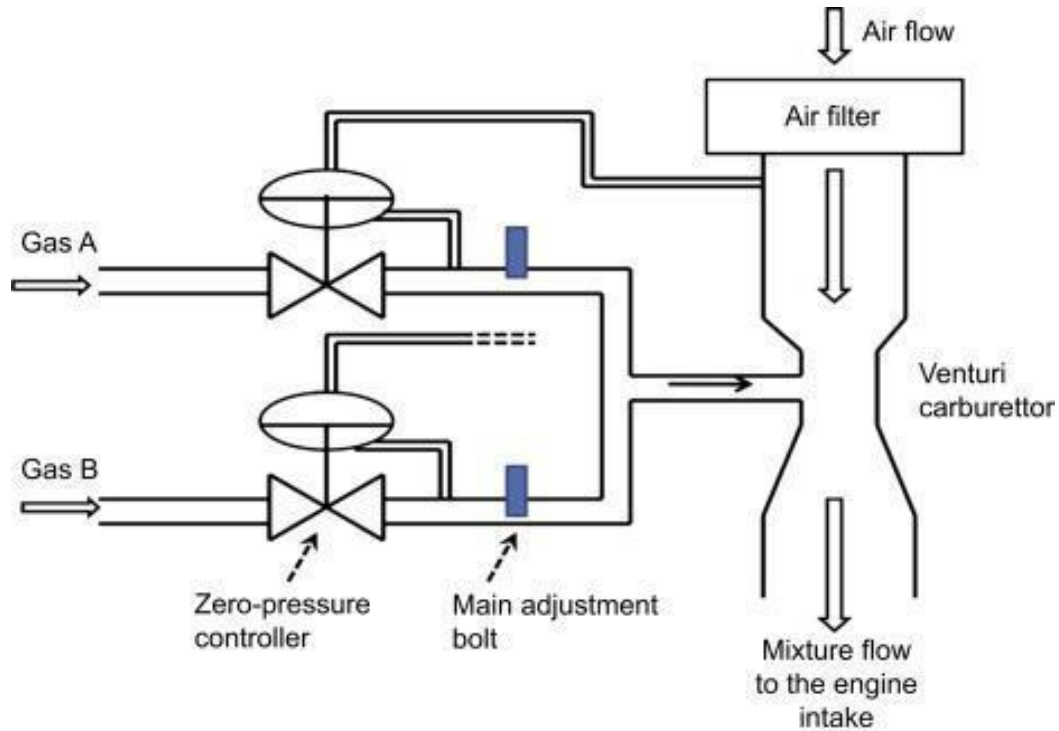 Air flow
Air filter
Gas A
Venturi
carburettor
Gas B
Zero-pressure
controller
Main adjustment
bolt
Mixture flow
to the engine
intake